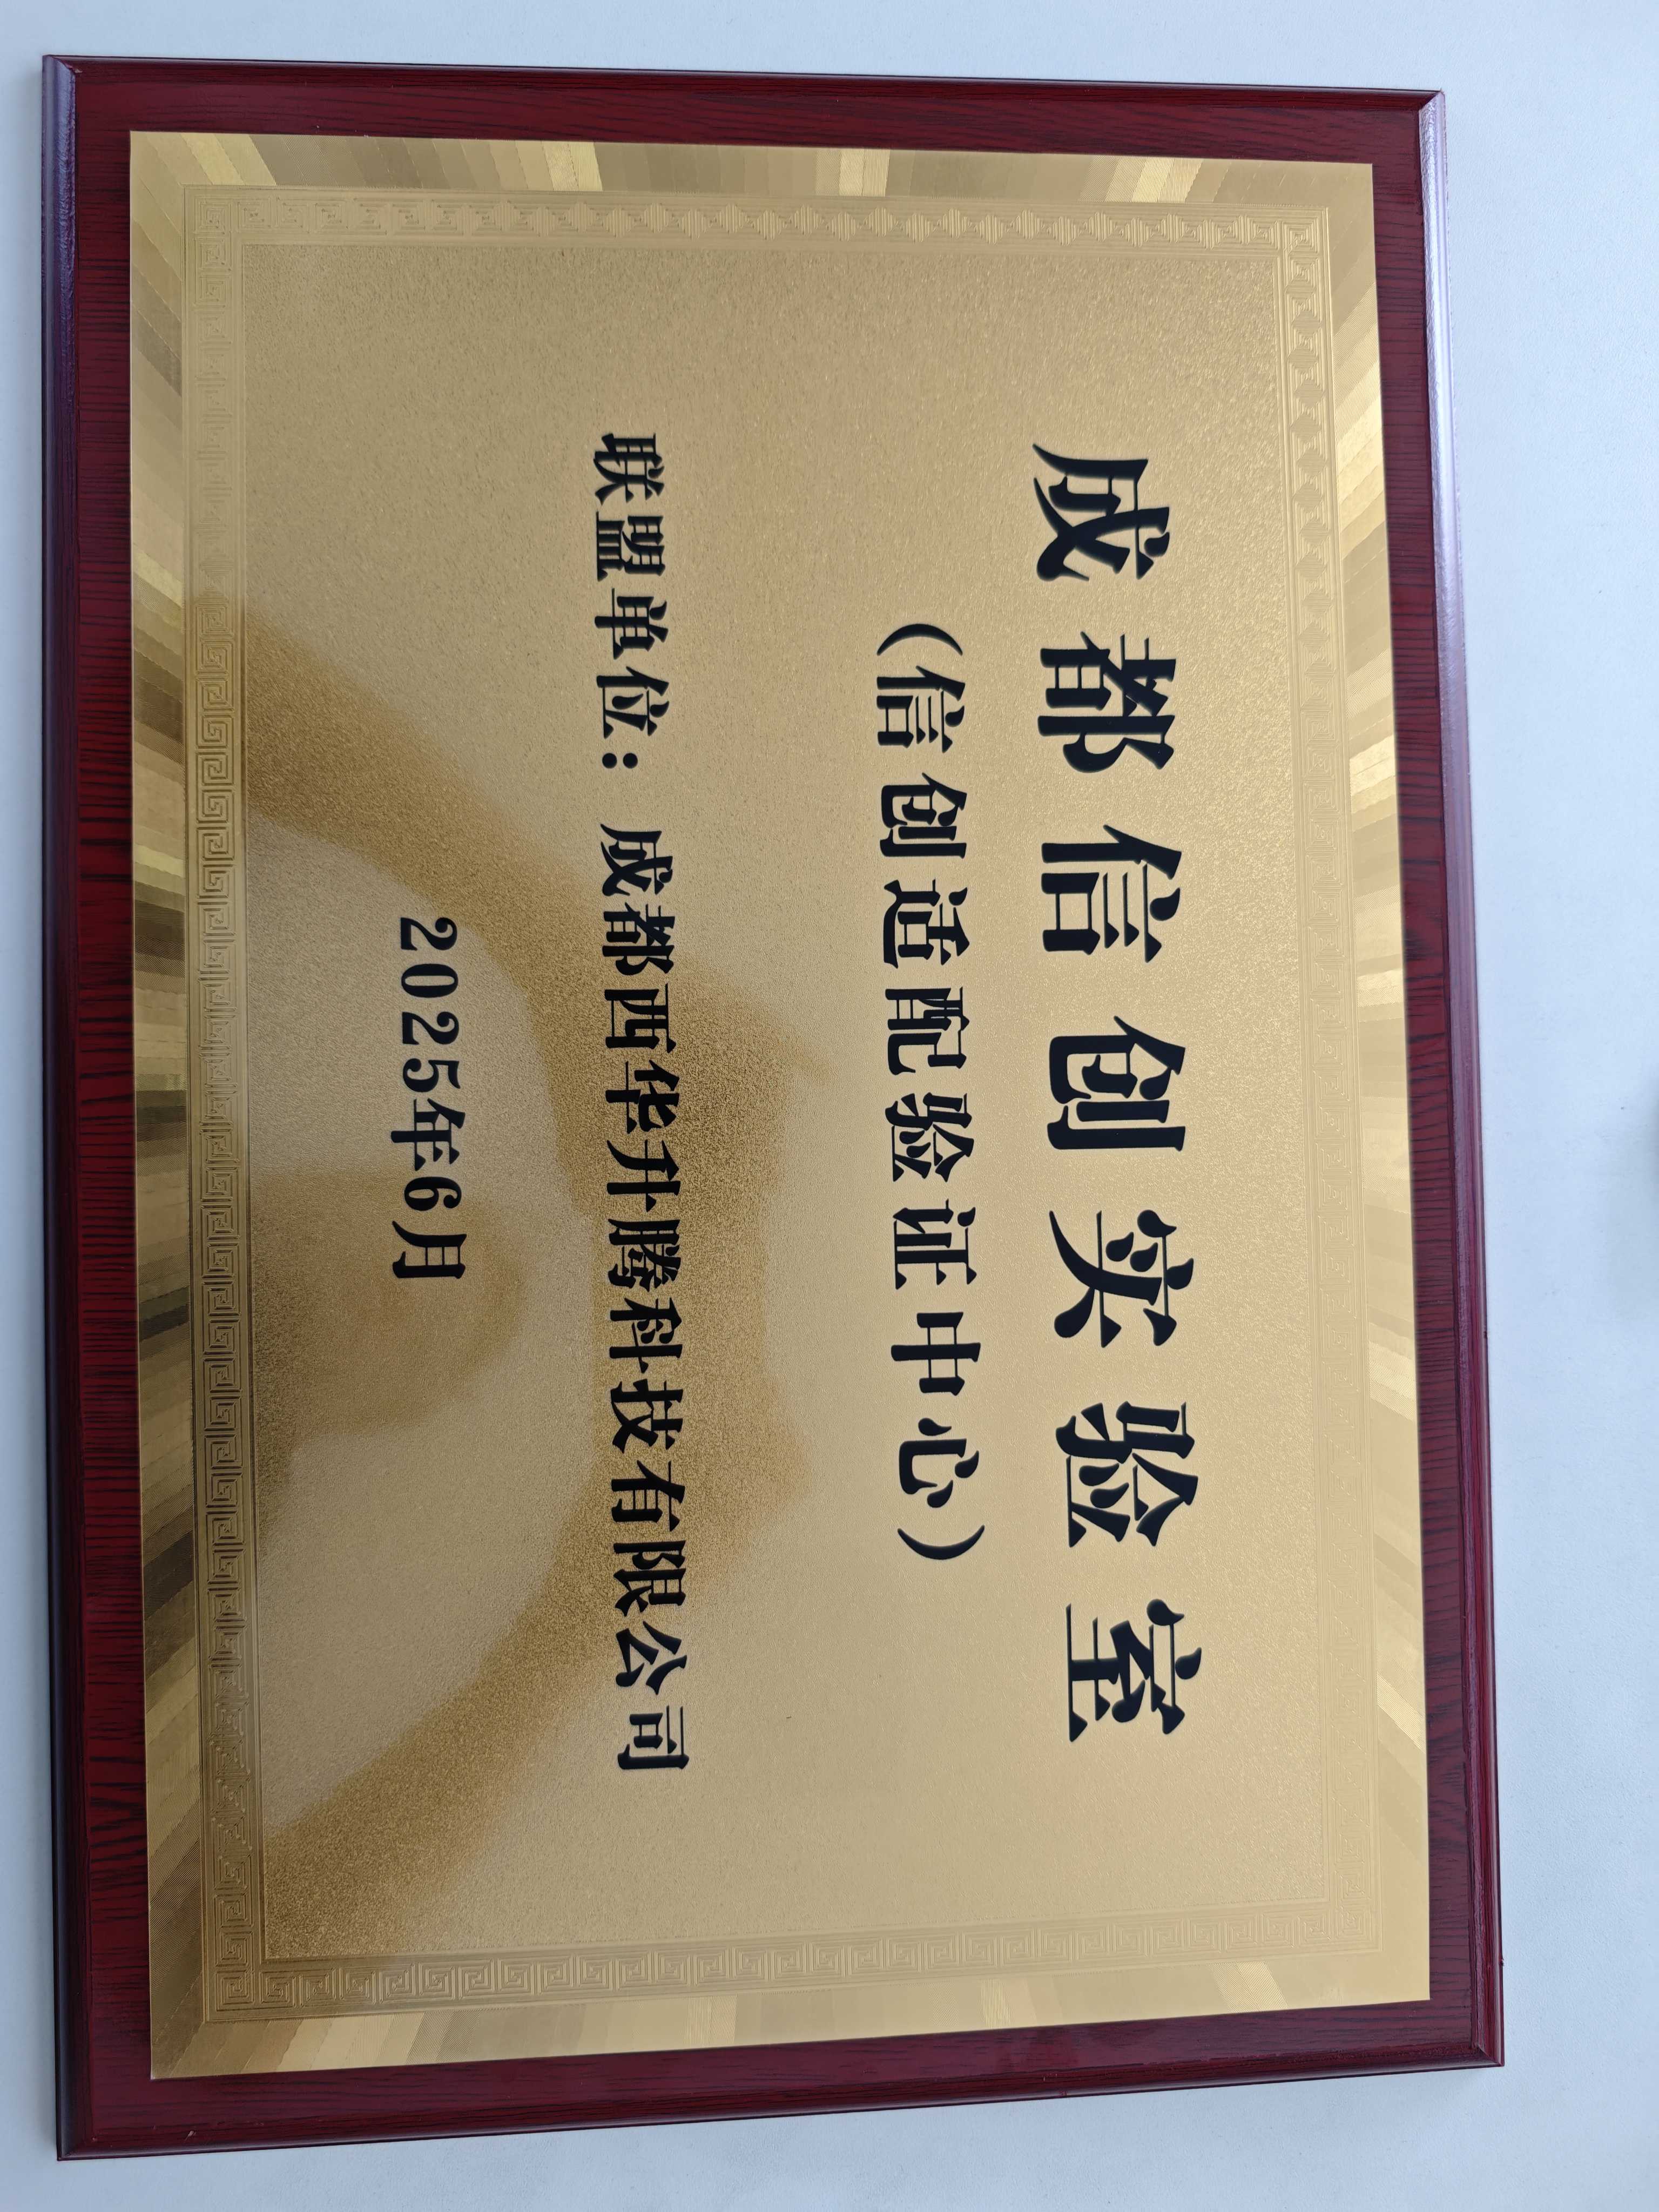 成都信创实验室
（信创适配验证中心）
联盟单位：成都西华升腾科技有限公司
2025年6月